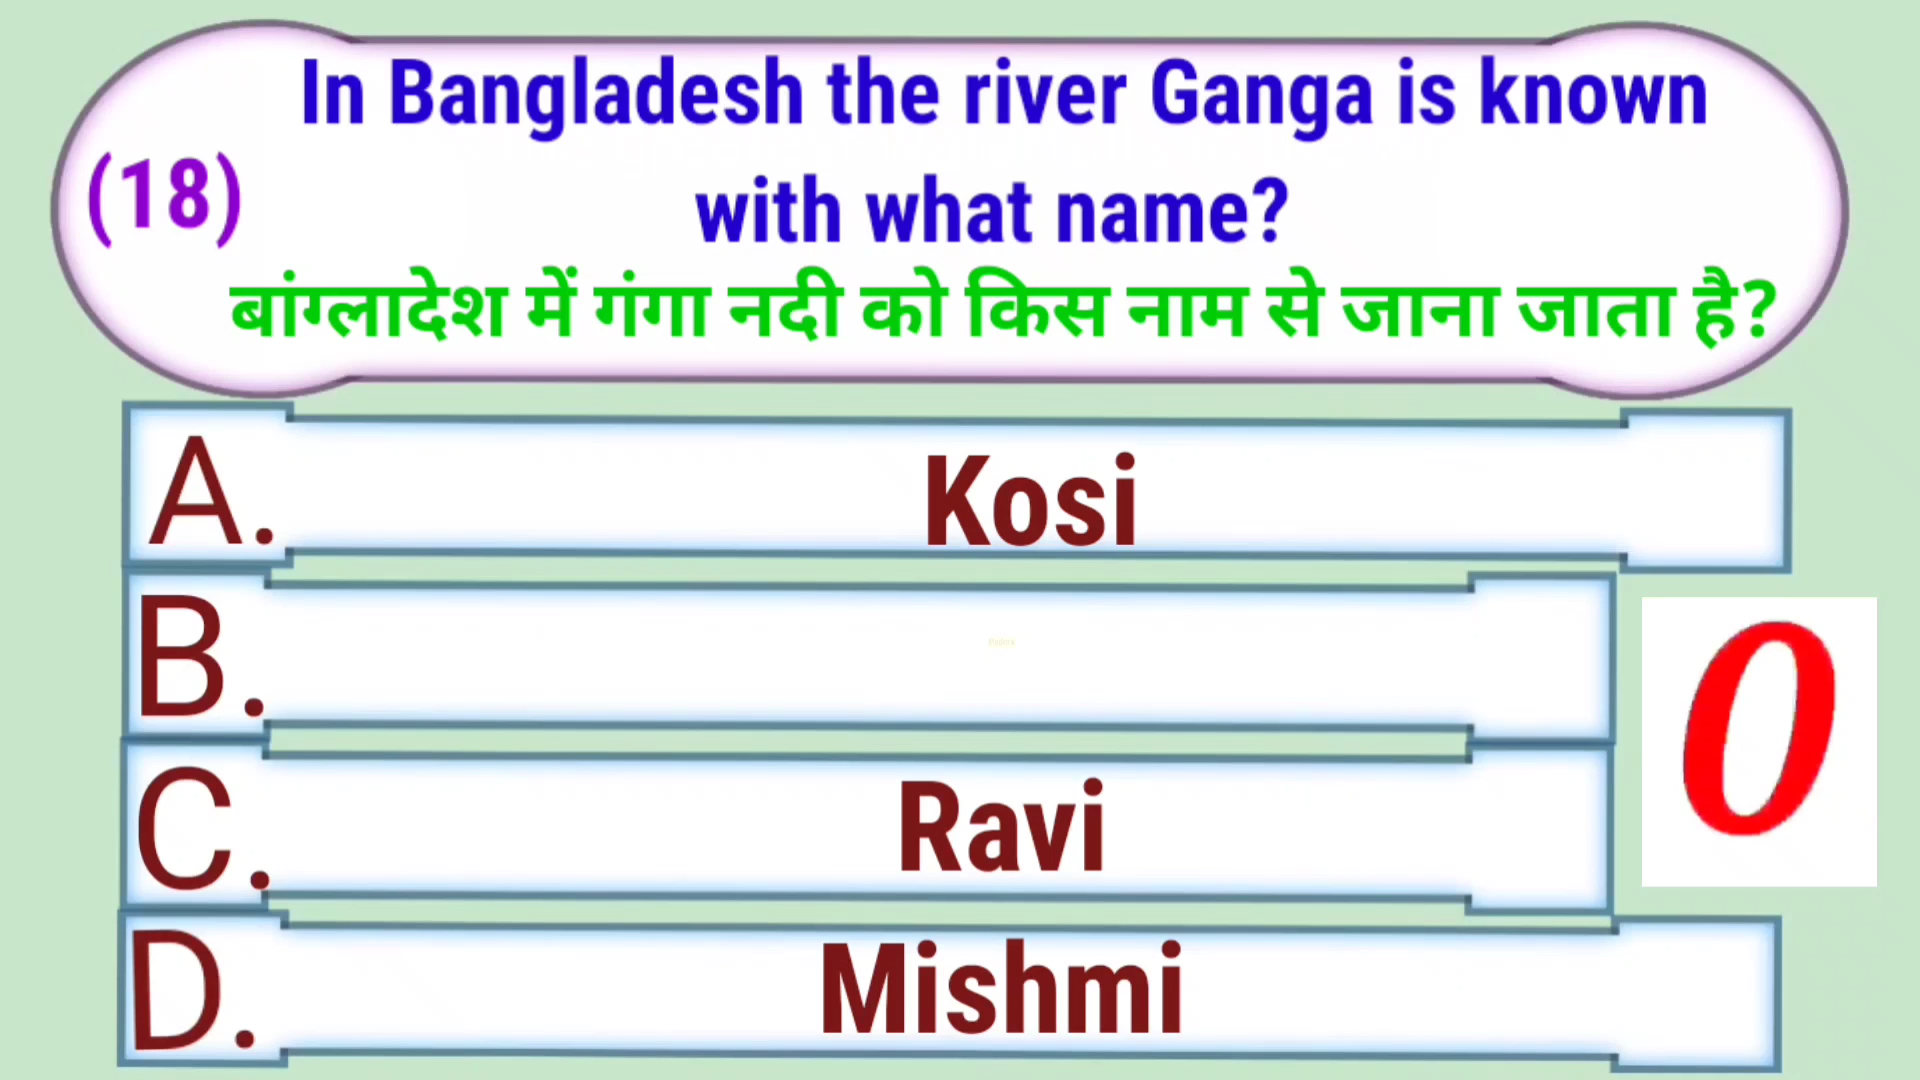 In Bangladesh the river Ganga is known
(18)
with what name?
बांग्लादेश में गंगा नदी को किस नाम से जाना जाता है?
A. Kosi
B.
0
C. Ravi
D. Mishmi